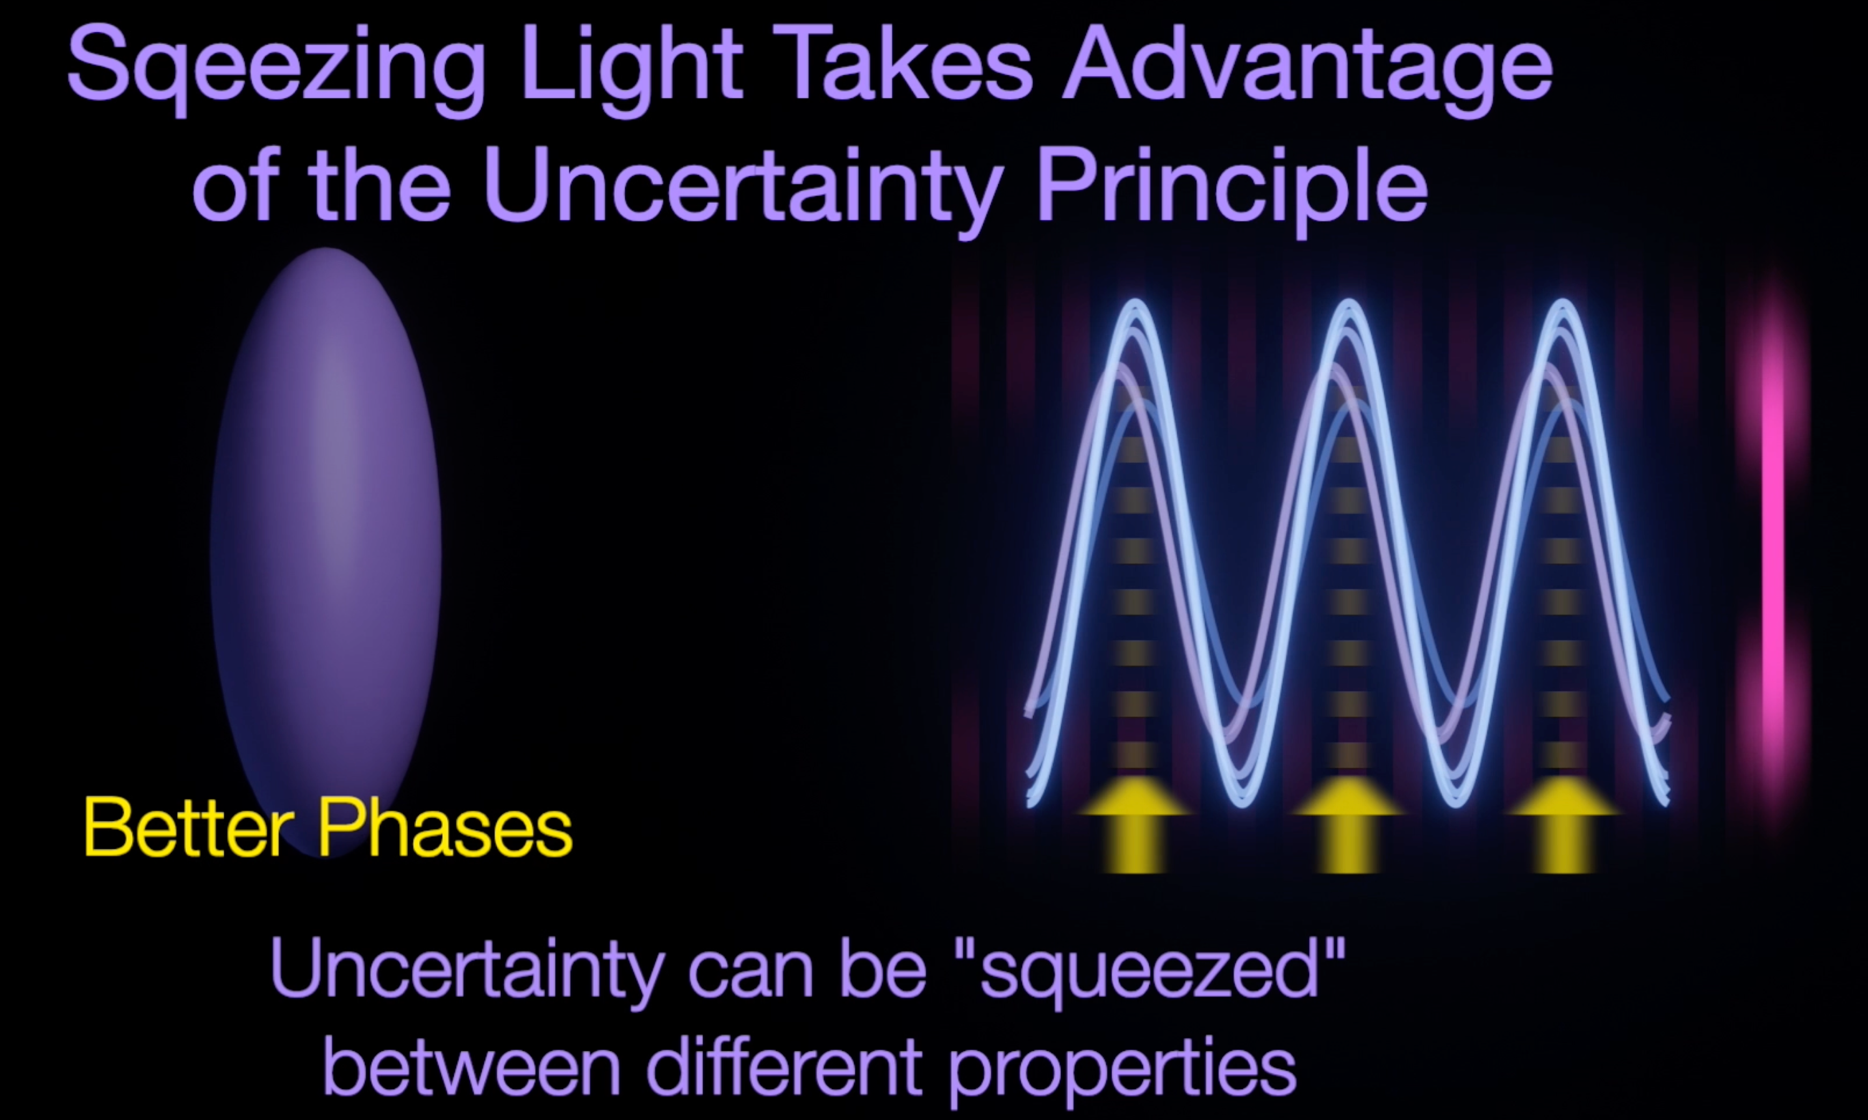 Sqeezing Light Takes Advantage
of the Uncertainty Principle
Better Phases
Uncertainty can be "squeezed"
between different properties